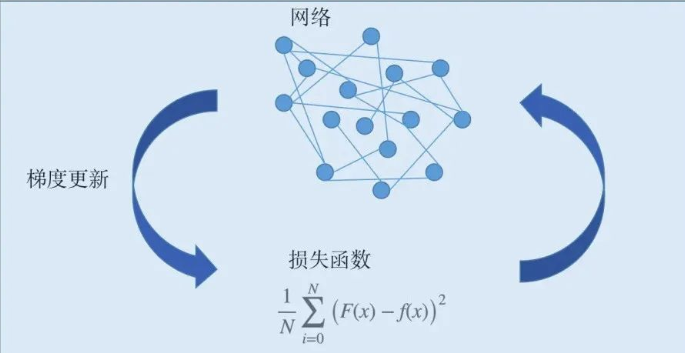 网络
梯度更新
损失函数
\frac{1}{N} \sum_{i=0}^{N} (F(x) - f(x))^2